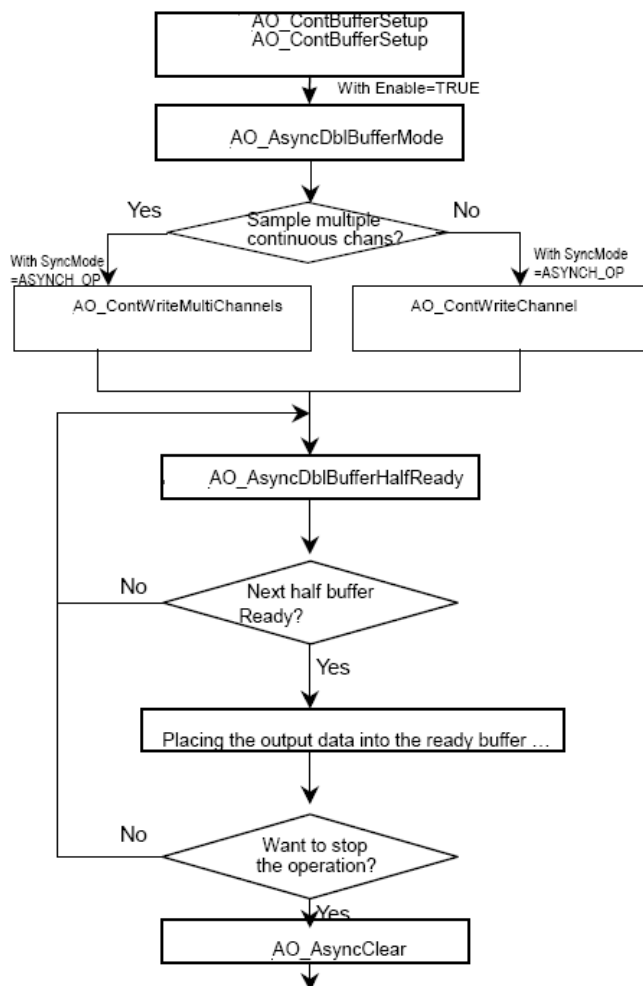 AO_ContBufferSetup
AO_ContBufferSetup
With Enable=TRUE
AO_AsyncDblBufferMode
Yes
Sample multiple
continuous chans?
No
With SyncMode
=ASYNCH_OP
With SyncMode
=ASYNCH_OP
AO_ContWriteMultiChannels
AO_ContWriteChannel
AO_AsyncDblBufferHalfReady
No
Next half buffer
Ready?
Yes
Placing the output data into the ready buffer ...
No
Want to stop
the operation?
Yes
AO_AsyncClear